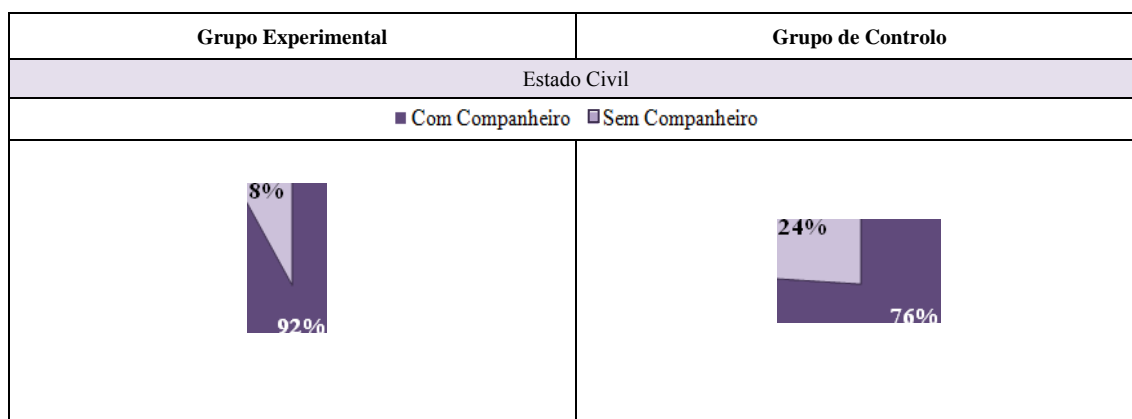 Grupo Experimental
Grupo de Controlo
Estado Civil
Com Companheiro Sem Companheiro
8%
92%
24%
76%